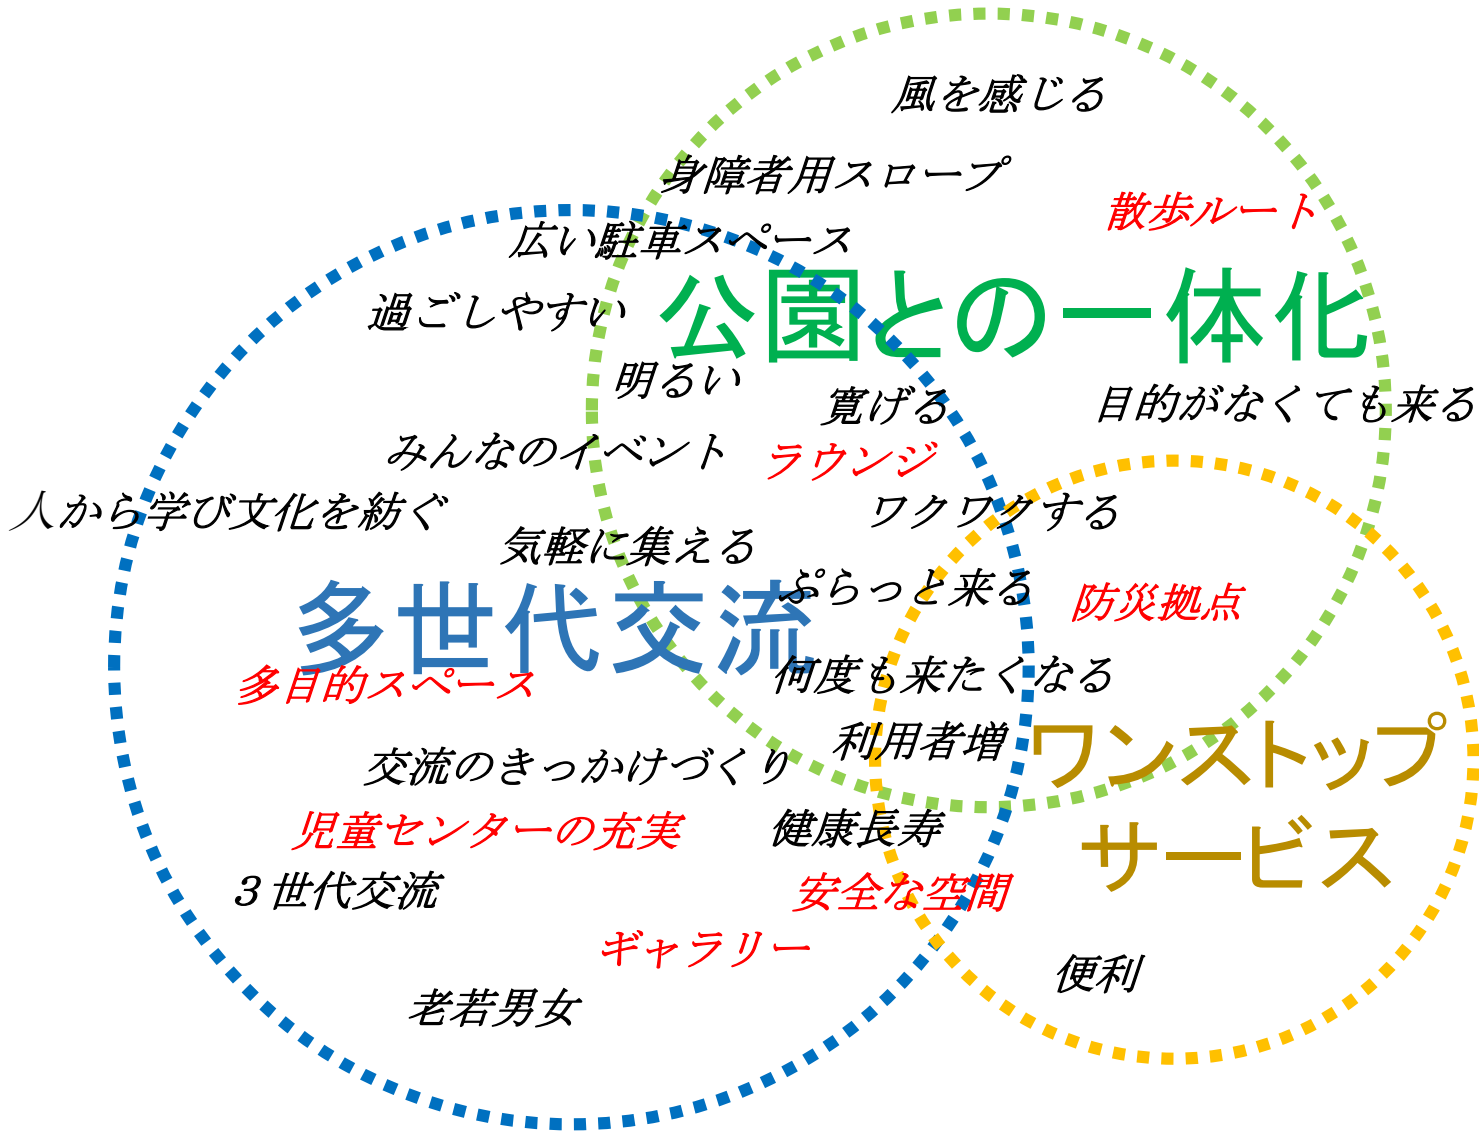 風を感じる
身障者用スロープ
散歩ルート
広い駐車スペース
過ごしやすい
公園との一体化
明るい
寛げる
目的がなくても来る
みんなのイベント
ラウンジ
人から学び文化を紡ぐ
ワクワクする
気軽に集える
ぷらっと来る
多世代交流
防災拠点
多目的スペース
何度も来たくなる
利用者増
ワンストップ
サービス
交流のきっかけづくり
児童センターの充実
健康長寿
３世代交流
安全な空間
ギャラリー
便利
老若男女